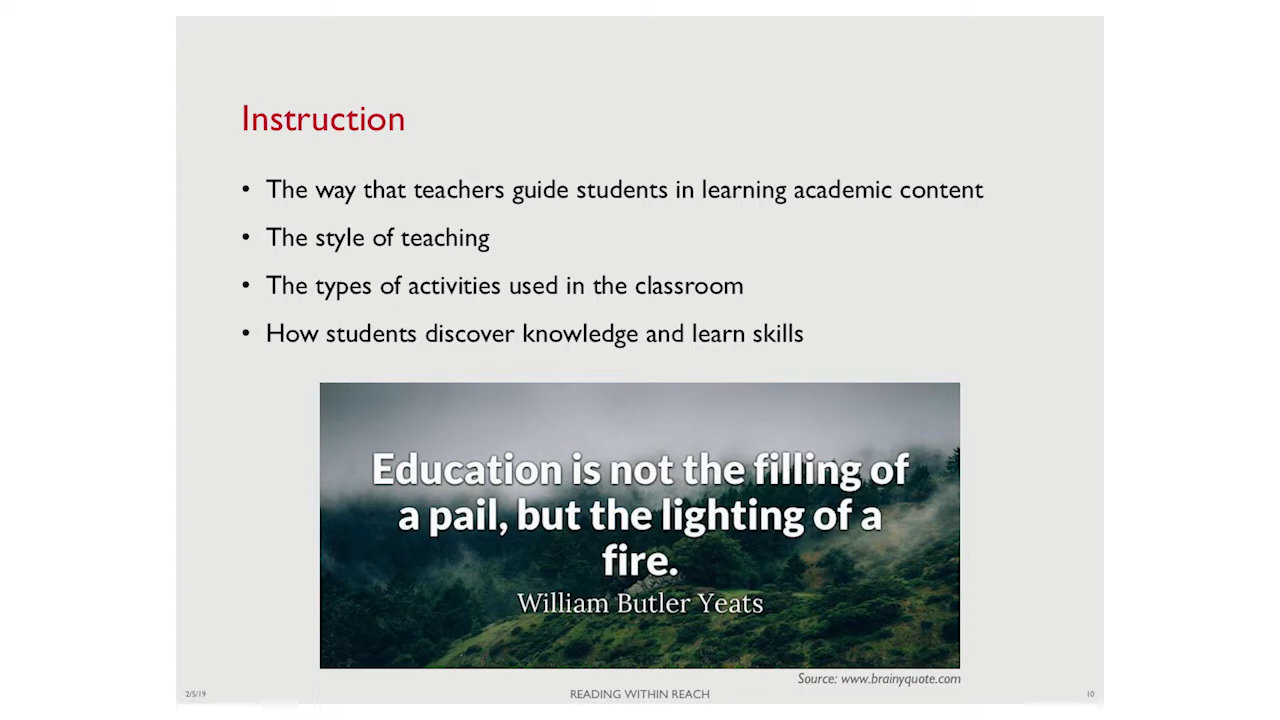 Instruction
• The way that teachers guide students in learning academic content
• The style of teaching
• The types of activities used in the classroom
• How students discover knowledge and learn skills
Education is not the filling of
a pail, but the lighting of a
fire.
William Butler Yeats
Source: www.brainyquote.com
2/5/19
READING WITHIN REACH
10